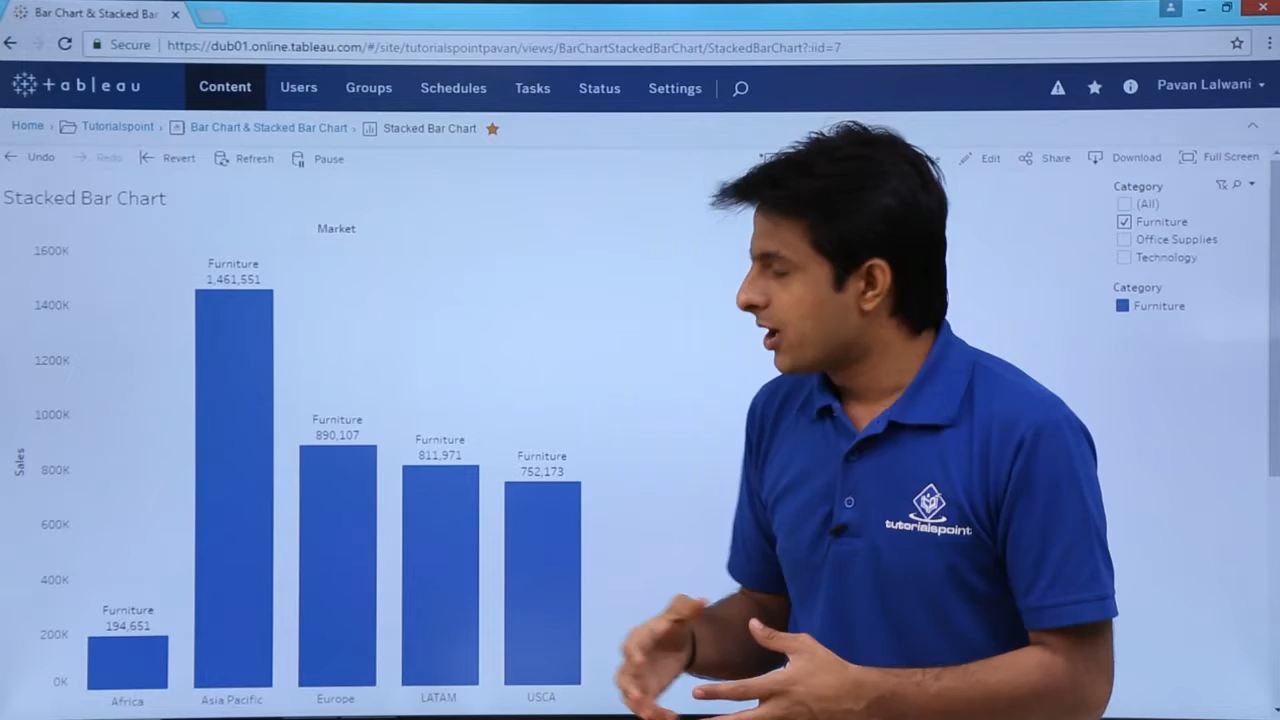 Bar Chart & Stacked Bar
Secure https://dub01.online.tableau.com/#/site/tutorialspointpavan/views/BarChartStackedBarChart/StackedBarChart?:iid=7
+ableau Content Users Groups Schedules Tasks Status Settings Pavan Lalwani
Home Tutorialspoint Bar Chart & Stacked Bar Chart Stacked Bar Chart
Undo Redo Revert Refresh Pause Edit Share Download Full Screen
Stacked Bar Chart
Market
Sales
1600K
1400K
1200K
1000K
800K
600K
400K
200K
0K
Furniture
194,651
Furniture
1,461,551
Furniture
890,107
Furniture
811,971
Furniture
752,173
Africa Asia Pacific Europe LATAM USCA
Category
(All)
Furniture
Office Supplies
Technology
Category
Furniture
tutorialspoint